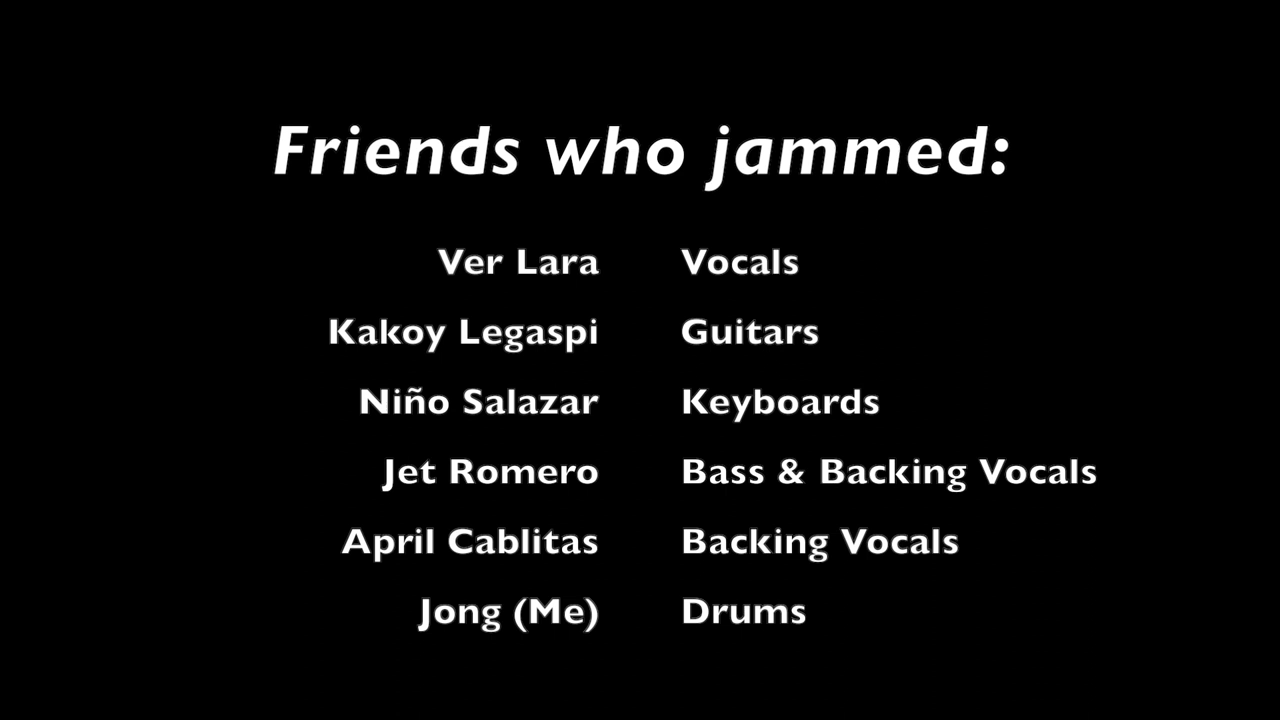 Friends who jammed:
Ver Lara Vocals
Kakoy Legaspi Guitars
Niño Salazar Keyboards
Jet Romero Bass & Backing Vocals
April Cablitas Backing Vocals
Jong (Me) Drums